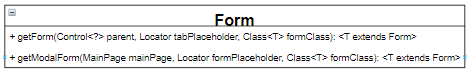 Form
+ getForm(Control<?> parent, Locator tabPlaceholder, Class<T> formClass): <T extends Form>
+ getModalForm(MainPage mainPage, Locator formPlaceholder, Class<T> formClass): <T extends Form>